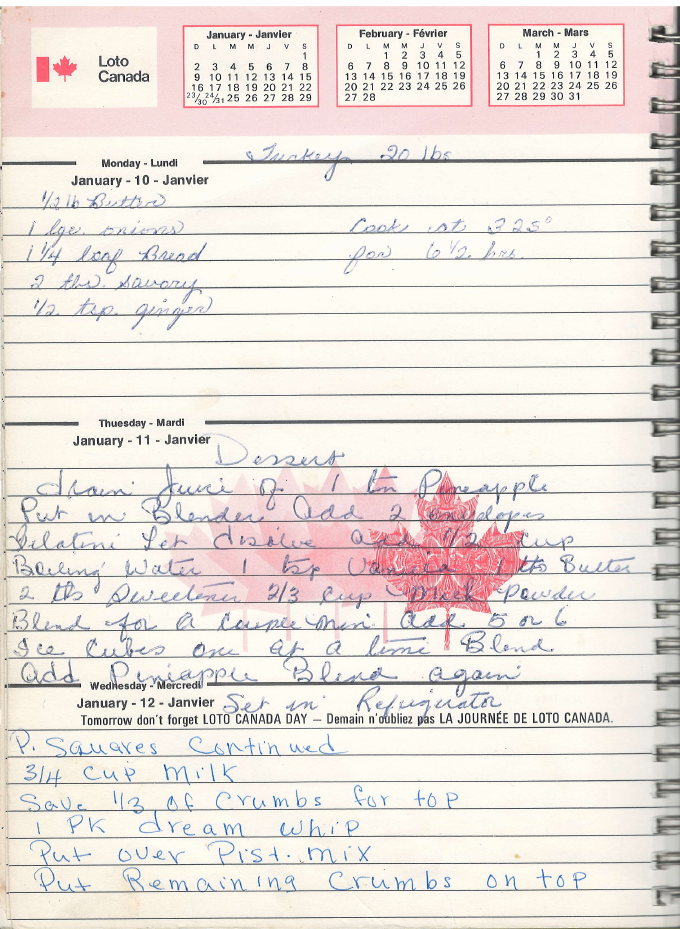 Loto
Canada
January - Janvier
D L M M J V S
1
2 3 4 5 6 7 8
9 10 11 12 13 14 15
16 17 18 19 20 21 22
23/30 24/31 25 26 27 28 29
February - Février
D L M M J V S
1 2 3 4 5
6 7 8 9 10 11 12
13 14 15 16 17 18 19
20 21 22 23 24 25 26
27 28
March - Mars
D L M M J V S
1 2 3 4 5
6 7 8 9 10 11 12
13 14 15 16 17 18 19
20 21 22 23 24 25 26
27 28 29 30 31
Monday - Lundi
Turkey 20 lbs
January - 10 - Janvier
1/2 lb Butter
1 lge. onions
Cook at 325°
1 1/4 loaf Bread
for 6 1/2 hrs.
2 tbs. savory
1/2 tsp. ginger
Thuesday - Mardi
January - 11 - Janvier
Dessert
drain Juice of 1 tin Pineapple
Put in Blender Add 2 envelopes
Gelatine Let disolve add 1/2 cup
Boiling Water 1 tsp Vanilla 1 tbs Butter
2 tbs Sweetener 2/3 cup Milk Powder
Blend for a couple min add 5 or 6
Ice Cubes one at a time Blend
Add Pineapple Blend again
Wednesday - Mercredi
January - 12 - Janvier
Set in Refrigirator
Tomorrow don't forget LOTO CANADA DAY – Demain n'oubliez pas LA JOURNÉE DE LOTO CANADA.
P. Squares Continued
3/4 cup Milk
Save 1/3 of Crumbs for top
1 PK dream whip
Put over Pist. mix
Put Remaining Crumbs on top